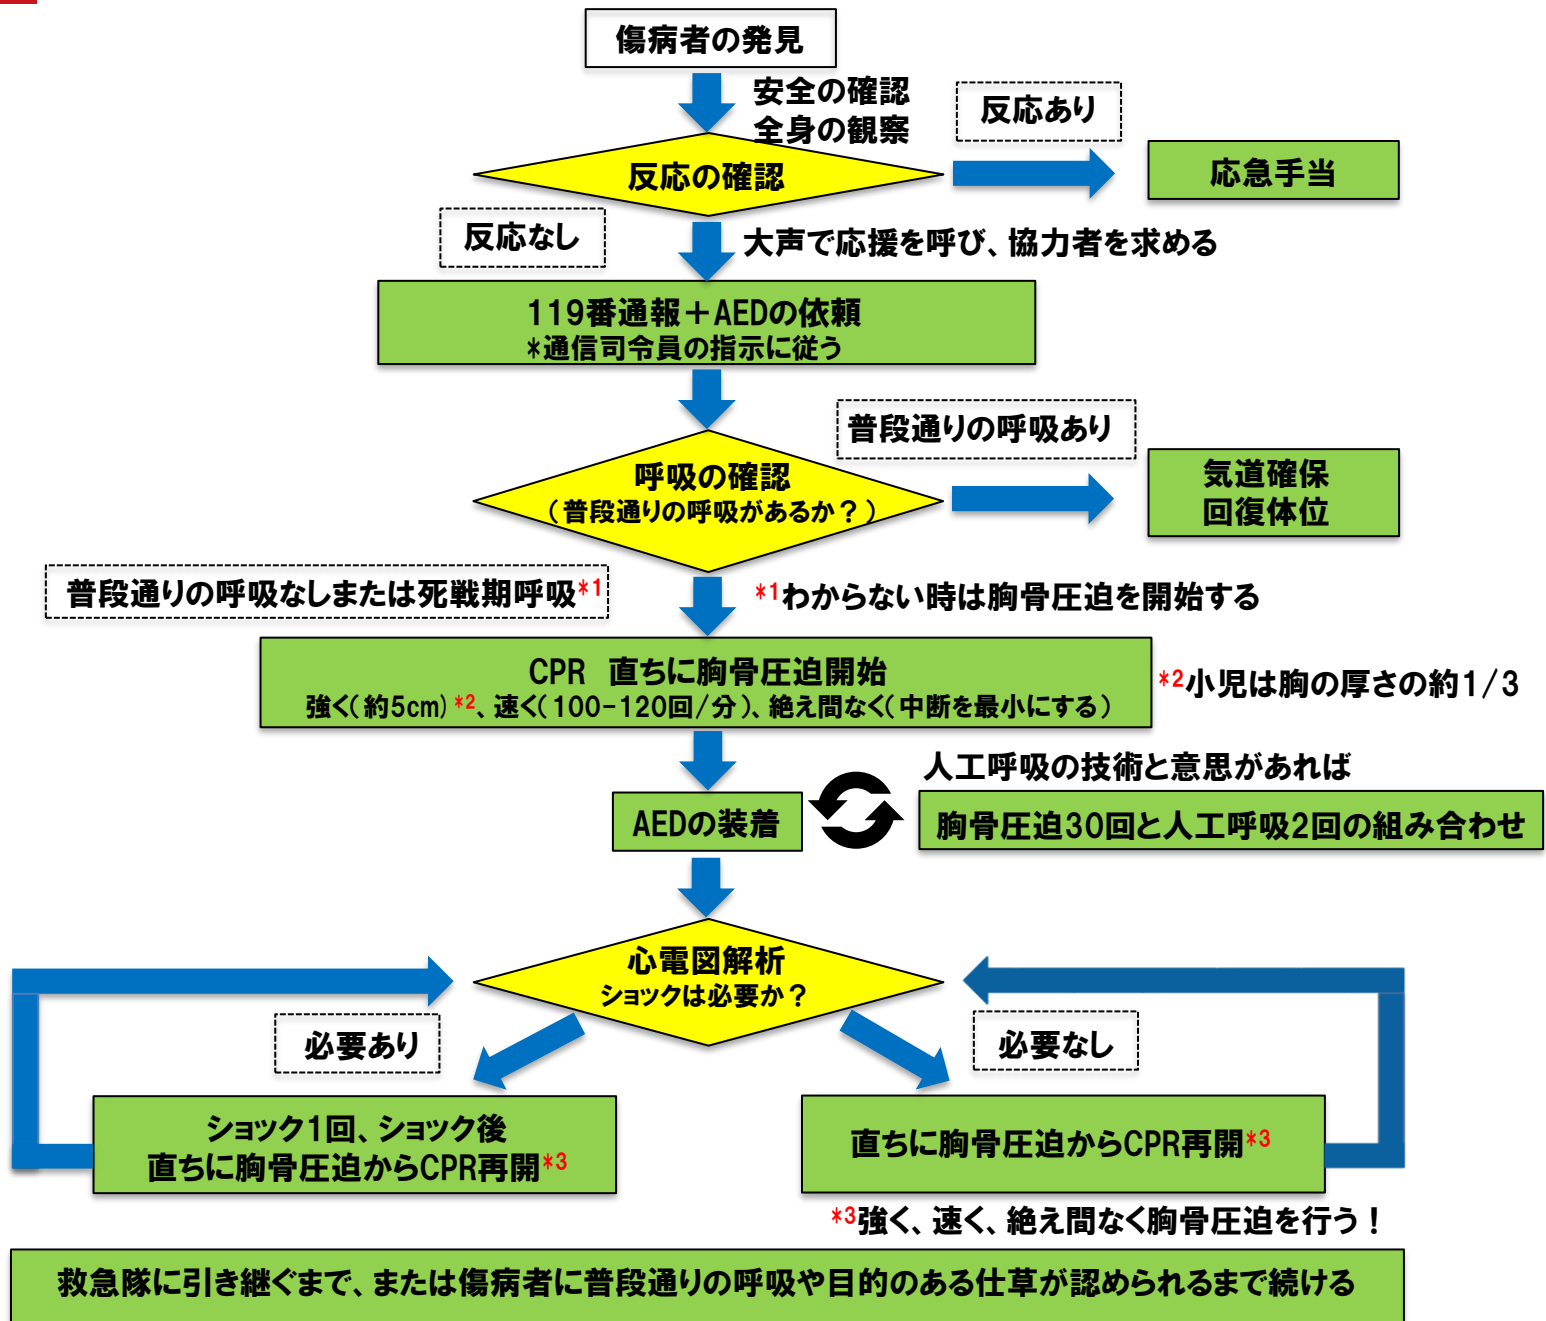 傷病者の発見
安全の確認
全身の観察
反応あり
反応の確認
応急手当
反応なし
大声で応援を呼び、協力者を求める
119番通報＋AEDの依頼
*通信司令員の指示に従う
普段通りの呼吸あり
呼吸の確認
（普段通りの呼吸があるか？）
気道確保
回復体位
普段通りの呼吸なしまたは死戦期呼吸*1
*1わからない時は胸骨圧迫を開始する
CPR 直ちに胸骨圧迫開始
強く（約5cm）*2、速く（100-120回/分）、絶え間なく（中断を最小にする）
*2小児は胸の厚さの約1/3
人工呼吸の技術と意思があれば
AEDの装着
胸骨圧迫30回と人工呼吸2回の組み合わせ
心電図解析
ショックは必要か？
必要あり
必要なし
ショック1回、ショック後
直ちに胸骨圧迫からCPR再開*3
直ちに胸骨圧迫からCPR再開*3
*3強く、速く、絶え間なく胸骨圧迫を行う！
救急隊に引き継ぐまで、または傷病者に普段通りの呼吸や目的のある仕草が認められるまで続ける